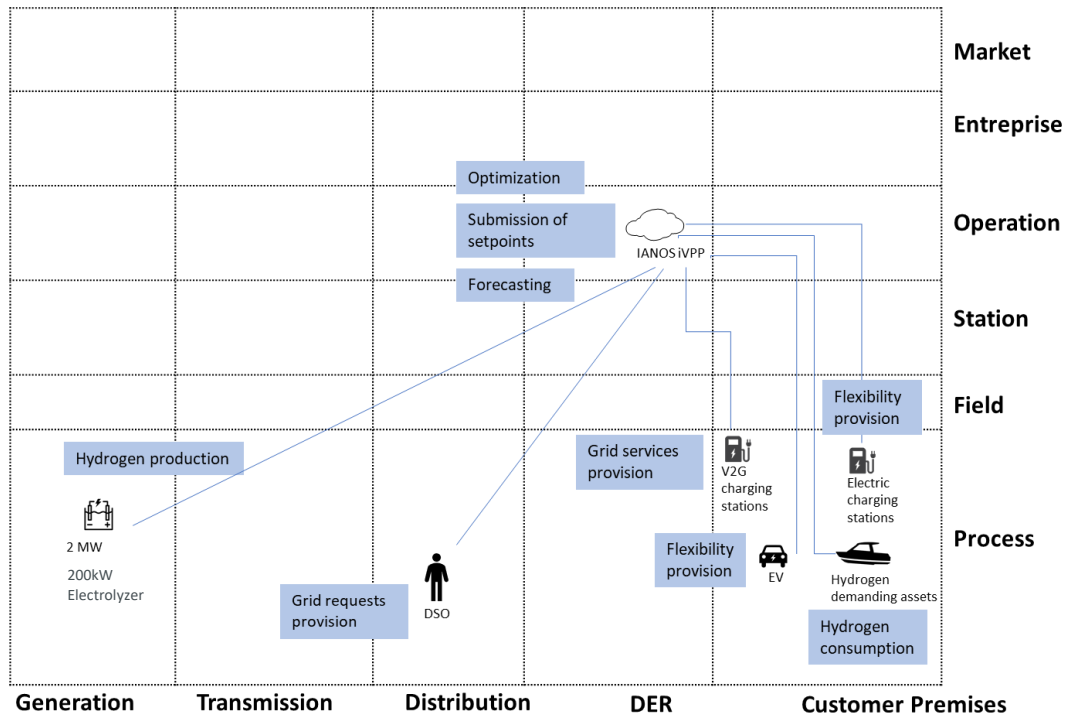 Market
Entreprise
Optimization
Submission of
setpoints
Operation
IANOS iVPP
Forecasting
Station
Flexibility
provision
Field
Hydrogen production
Grid services
provision
V2G
charging
stations
Electric
charging
stations
2 MW
200kW
Electrolyzer
Process
Flexibility
provision
EV
Hydrogen
demanding assets
Grid requests
provision
DSO
Hydrogen
consumption
Generation
Transmission
Distribution
DER
Customer Premises